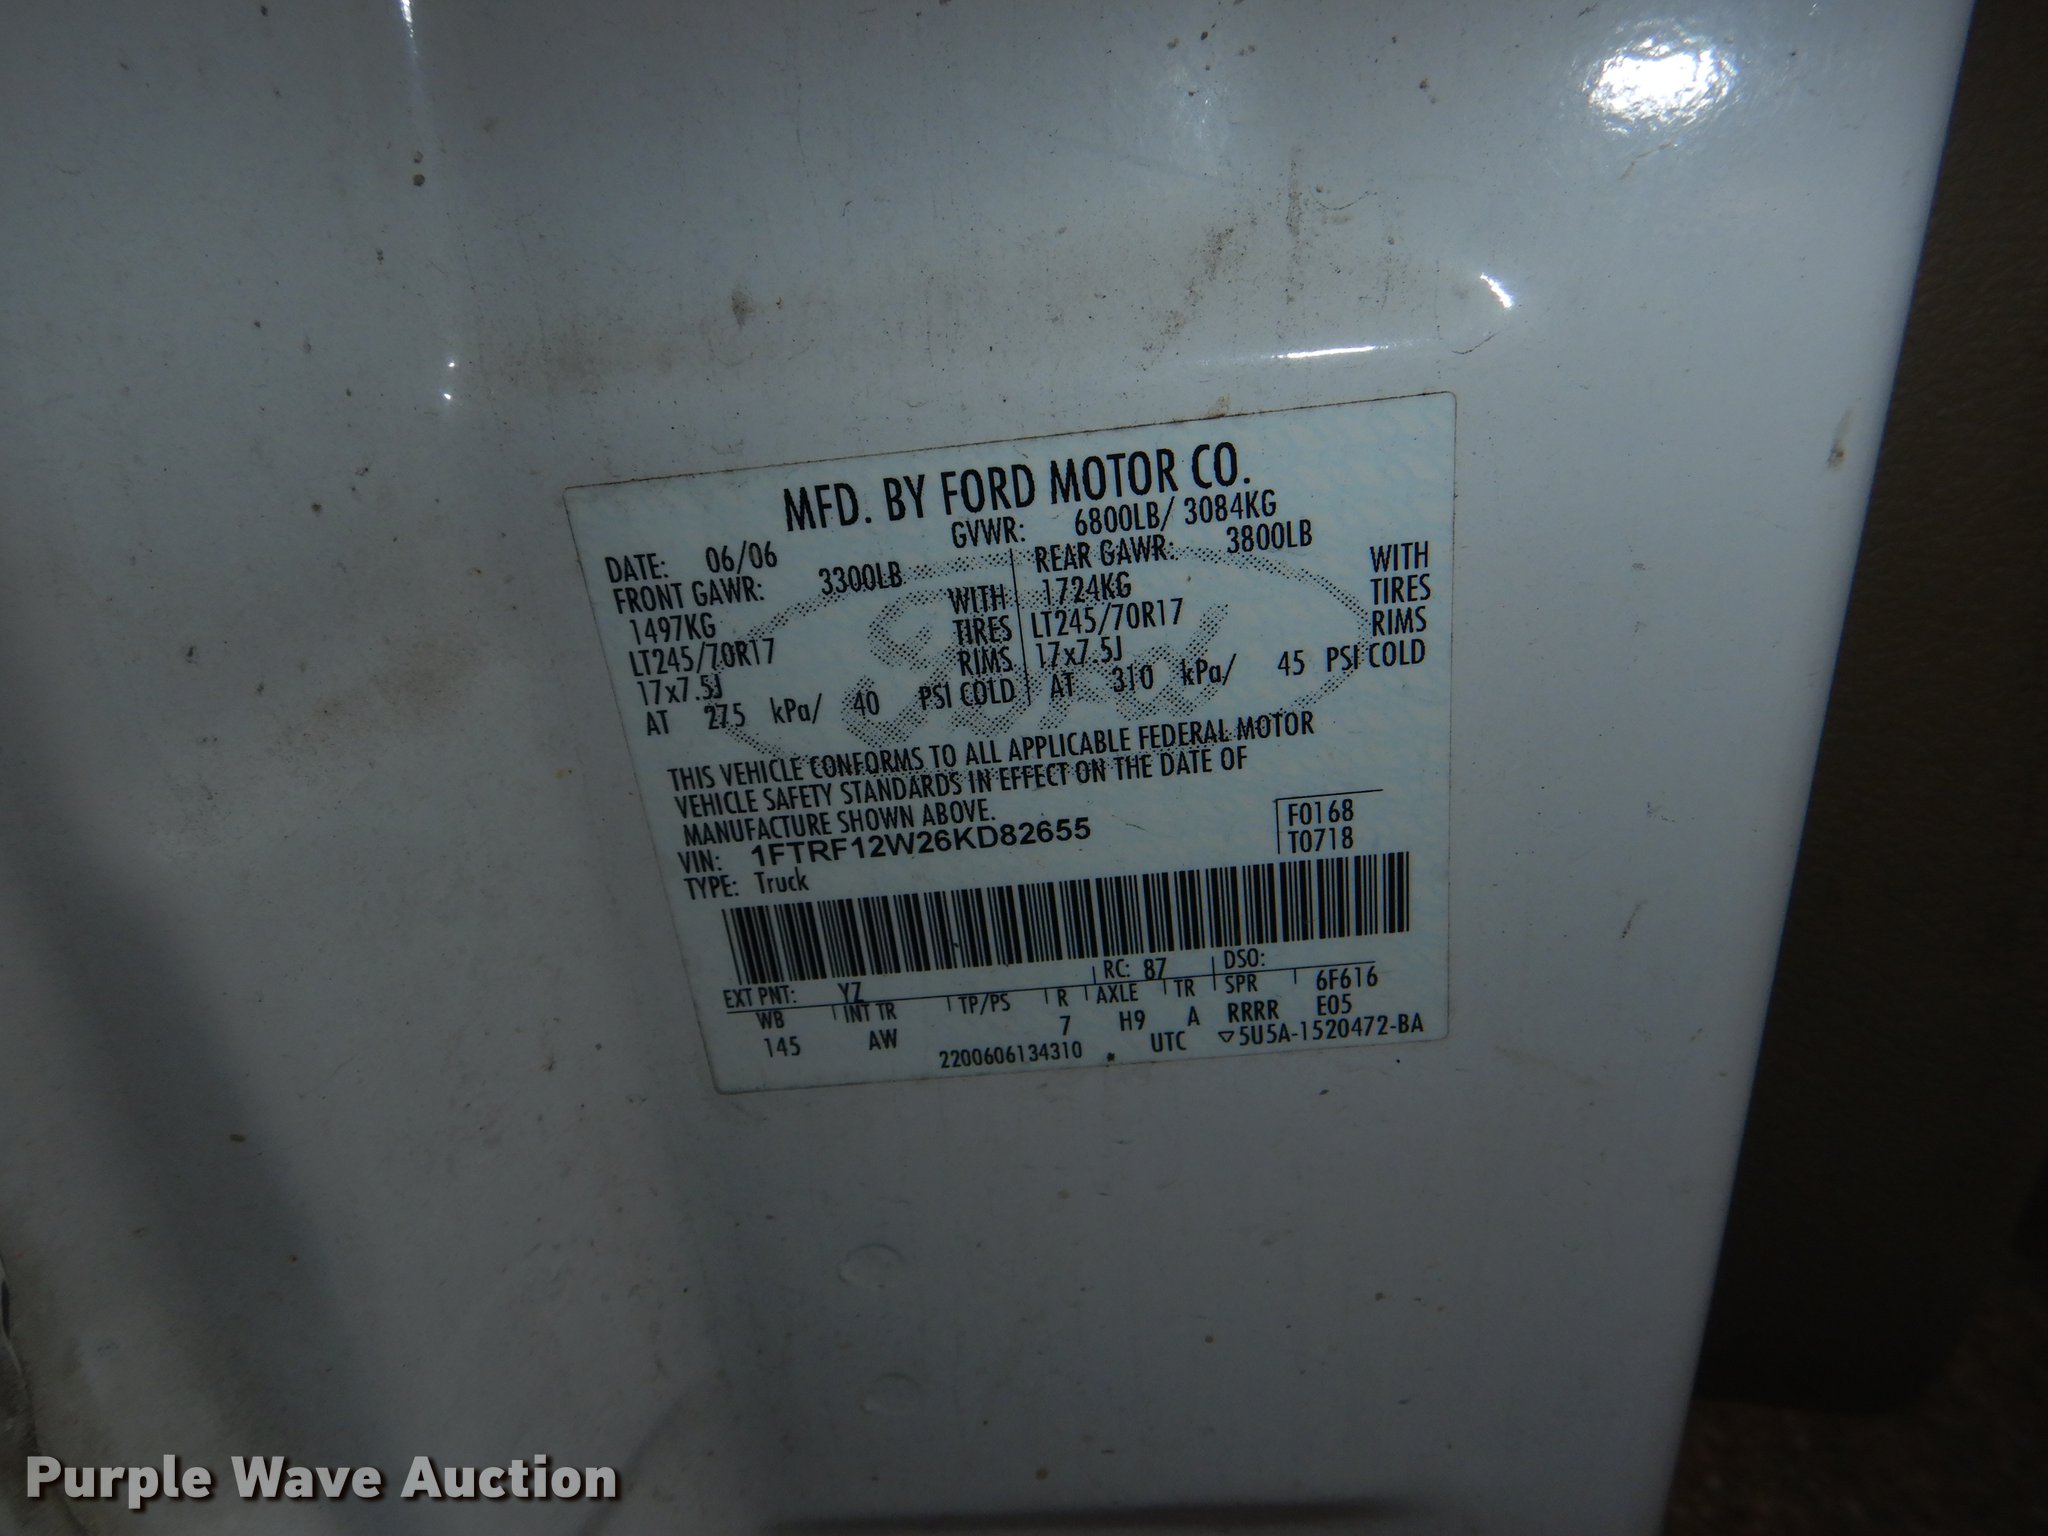 MFD. BY FORD MOTOR CO.
DATE: 06/06 GVWR: 6800LB/ 3084KG
FRONT GAWR: 3300LB REAR GAWR: 3800LB
1497KG WITH 1724KG WITH
LT245/70R17 TIRES LT245/70R17 TIRES
17x7.5J RIMS 17x7.5J RIMS
AT 275 kPa/ 40 PSI COLD AT 310 kPa/ 45 PSI COLD
THIS VEHICLE CONFORMS TO ALL APPLICABLE FEDERAL MOTOR
VEHICLE SAFETY STANDARDS IN EFFECT ON THE DATE OF
MANUFACTURE SHOWN ABOVE.
VIN: 1FTRF12W26KD82655 F0168
TYPE: Truck T0718
EXT PNT: YZ RC: 87 DSO:
WB INT TR TP/PS R AXLE TR SPR 6F616
145 AW 7 H9 A RRRR E05
2200606134310 * UTC ▽5U5A-1520472-BA
Ford
Purple Wave Auction